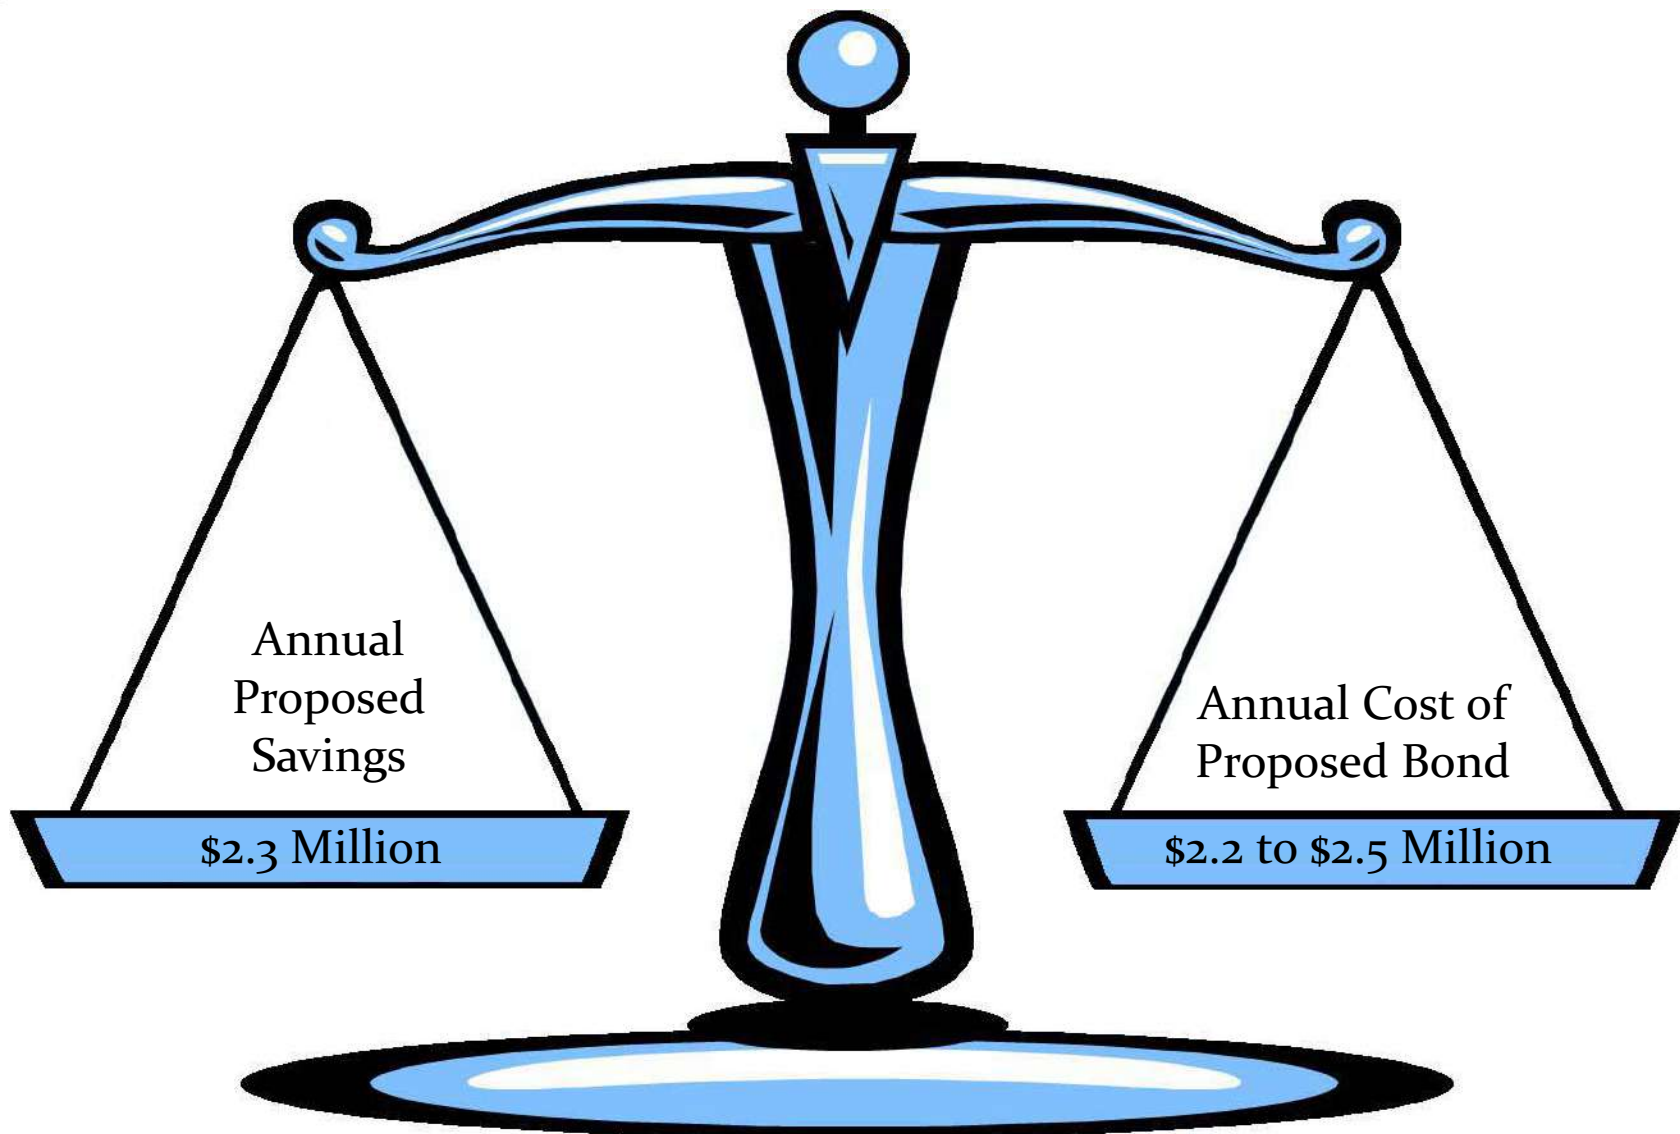 Annual
Proposed
Savings
$2.3 Million
Annual Cost of
Proposed Bond
$2.2 to $2.5 Million